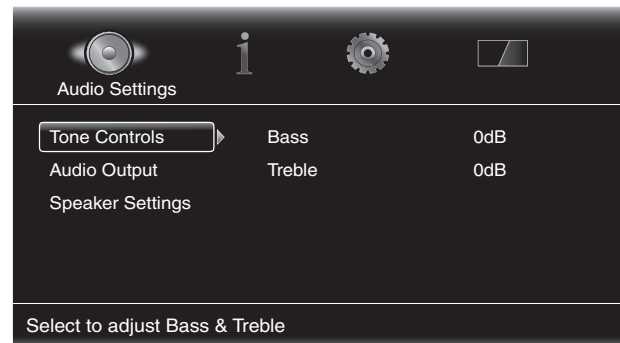 Audio Settings
Tone Controls Bass 0dB
Audio Output Treble 0dB
Speaker Settings
Select to adjust Bass & Treble